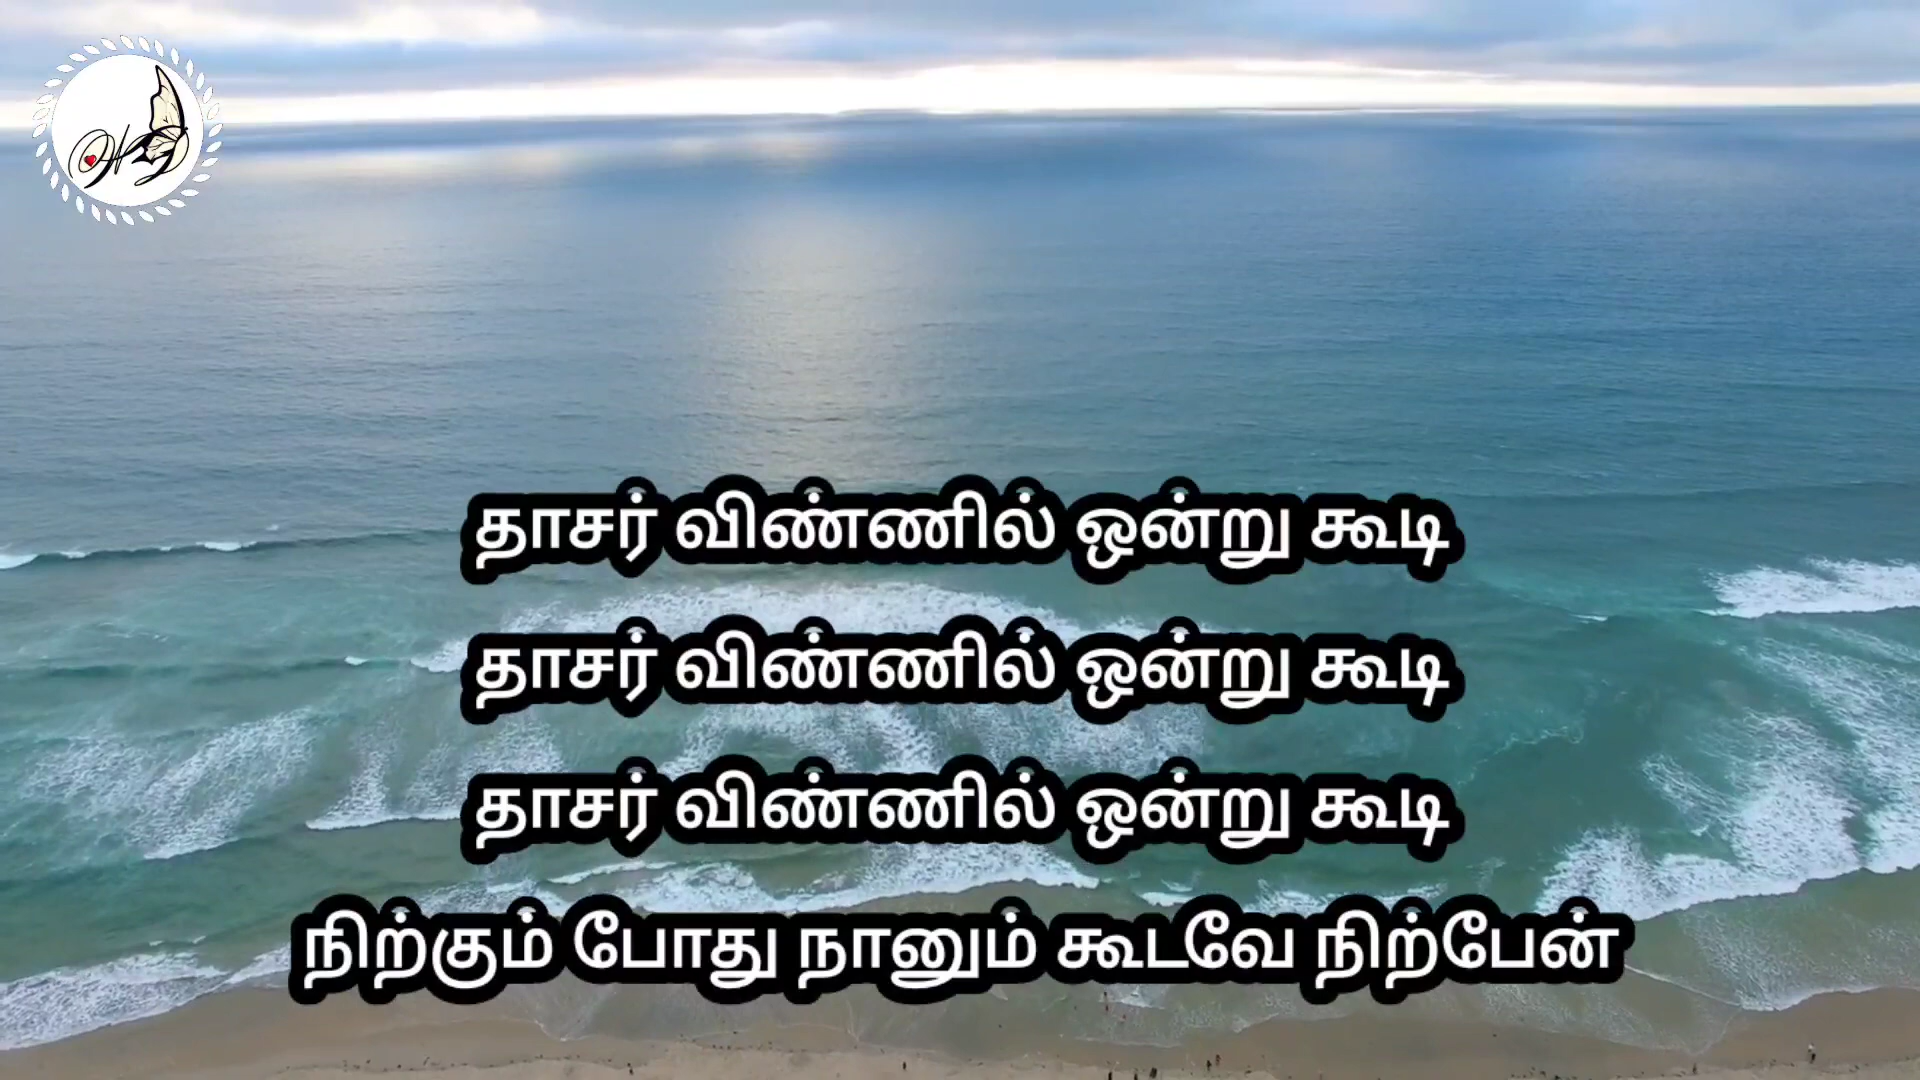 தாசர் விண்ணில் ஒன்று கூடி
தாசர் விண்ணில் ஒன்று கூடி
தாசர் விண்ணில் ஒன்று கூடி
நிற்கும் போது நானும் கூடவே நிற்பேன்